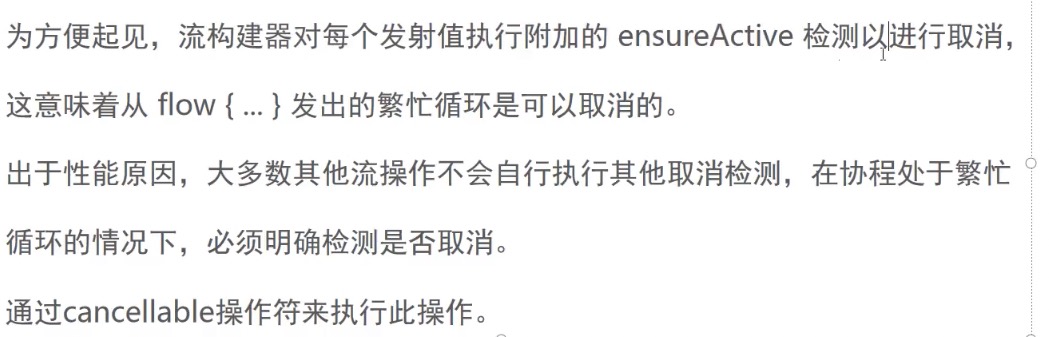 为方便起见，流构建器对每个发射值执行附加的 ensureActive 检测以进行取消，
这意味着从 flow { ... } 发出的繁忙循环是可以取消的。
出于性能原因，大多数其他流操作不会自行执行其他取消检测，在协程处于繁忙
循环的情况下，必须明确检测是否取消。
通过cancellable操作符来执行此操作。